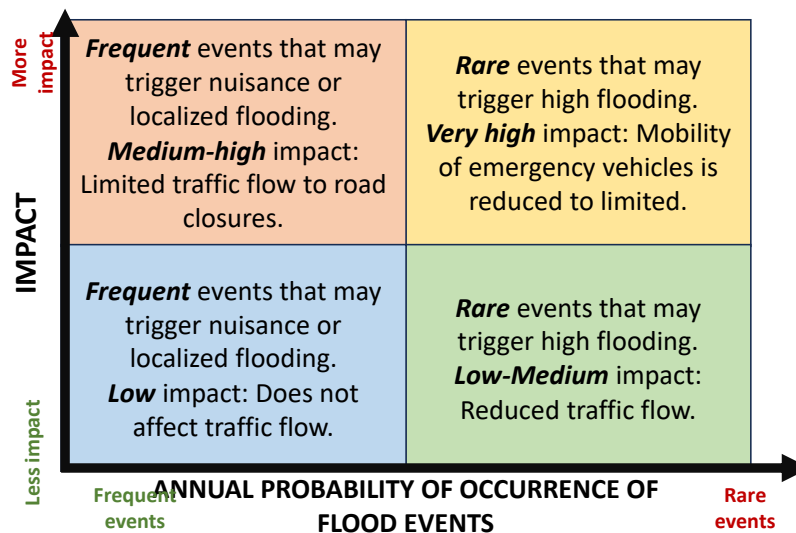 More
impact
Frequent events that may
trigger nuisance or
localized flooding.
Medium-high impact:
Limited traffic flow to road
closures.
Rare events that may
trigger high flooding.
Very high impact: Mobility
of emergency vehicles is
reduced to limited.
IMPACT
Frequent events that may
trigger nuisance or
localized flooding.
Low impact: Does not
affect traffic flow.
Rare events that may
trigger high flooding.
Low-Medium impact:
Reduced traffic flow.
Less impact
Frequent
events
ANNUAL PROBABILITY OF OCCURRENCE OF
FLOOD EVENTS
Rare
events